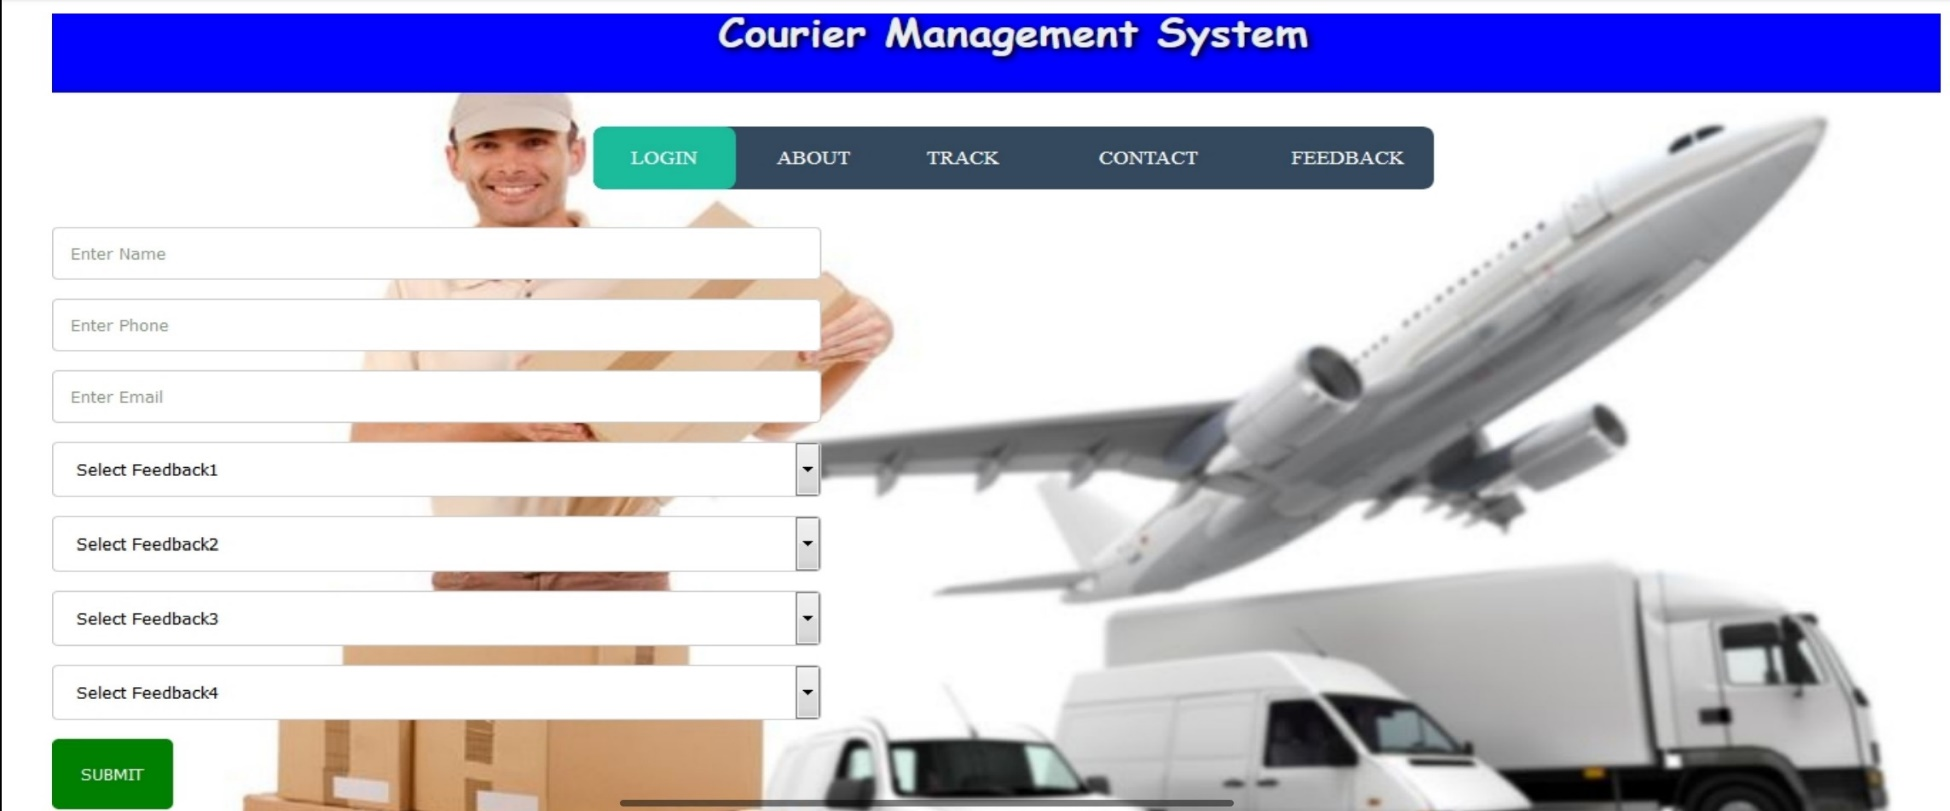 Courier Management System
LOGIN ABOUT TRACK CONTACT FEEDBACK
Enter Name
Enter Phone
Enter Email
Select Feedback1
Select Feedback2
Select Feedback3
Select Feedback4
SUBMIT